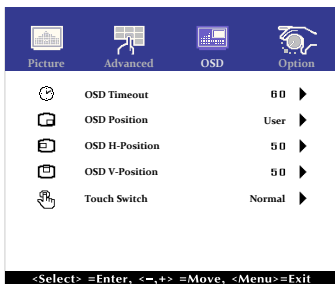 Picture Advanced OSD Option
OSD Timeout 60
OSD Position User
OSD H-Position 50
OSD V-Position 50
Touch Switch Normal
<Select> =Enter, <−,+> =Move, <Menu>=Exit